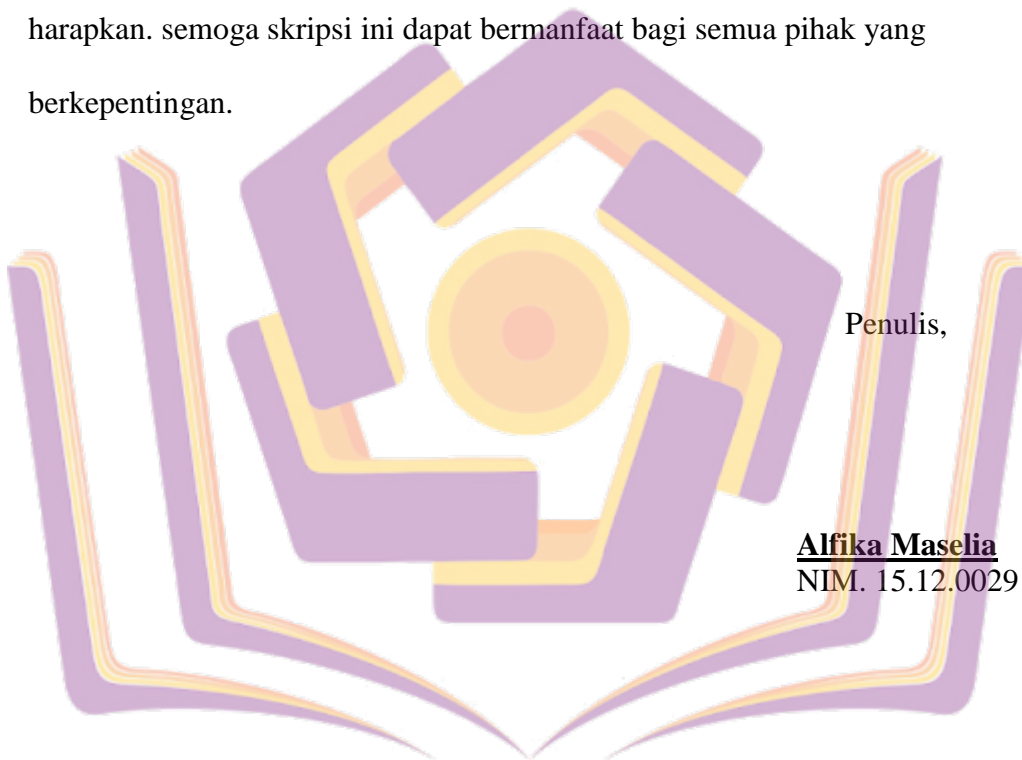 harapkan. semoga skripsi ini dapat bermanfaat bagi semua pihak yang
berkepentingan.
Penulis,
Alfika Maselia
NIM. 15.12.0029